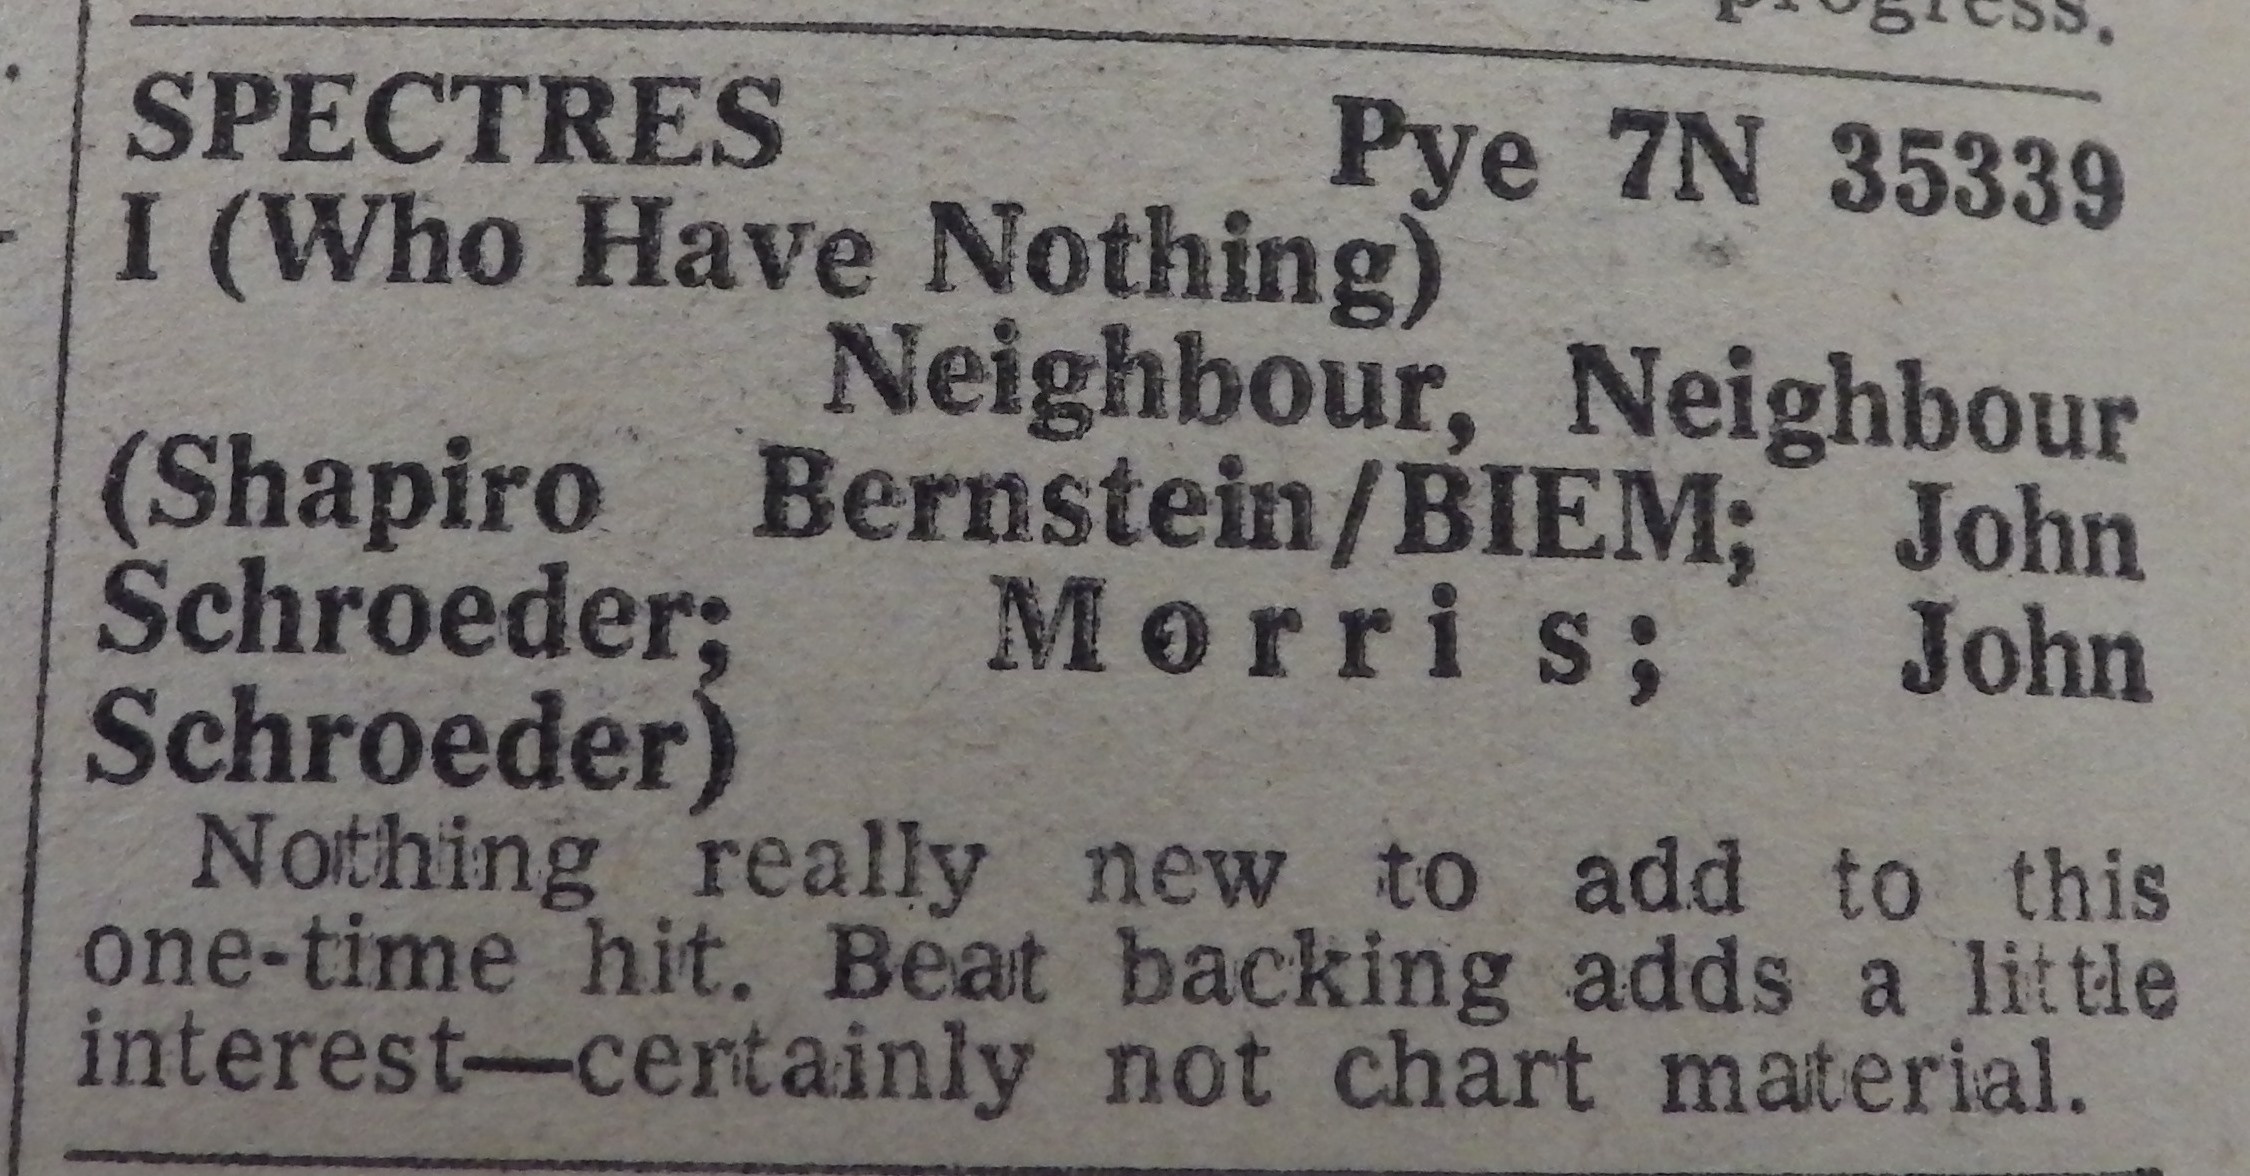 progress.
SPECTRES Pye 7N 35339
I (Who Have Nothing)
Neighbour, Neighbour
(Shapiro Bernstein/BIEM; John
Schroeder; Morris; John
Schroeder)
Nothing really new to add to this
one-time hit. Beat backing adds a little
interest—certainly not chart material.